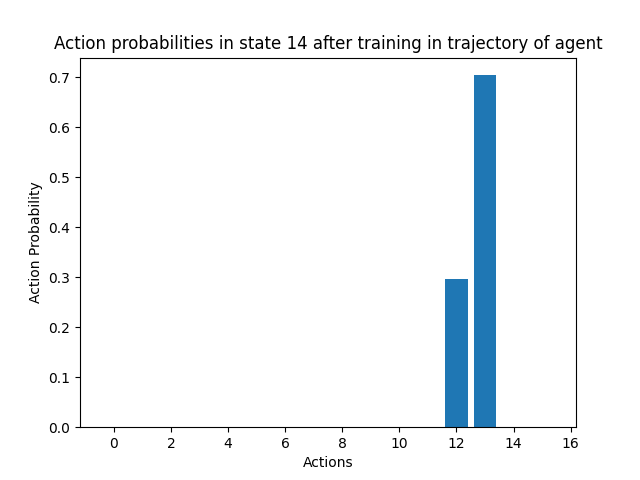 Action probabilities in state 14 after training in trajectory of agent
0.7
0.6
0.5
0.4
0.3
0.2
0.1
0.0
Action Probability
0 2 4 6 8 10 12 14 16
Actions